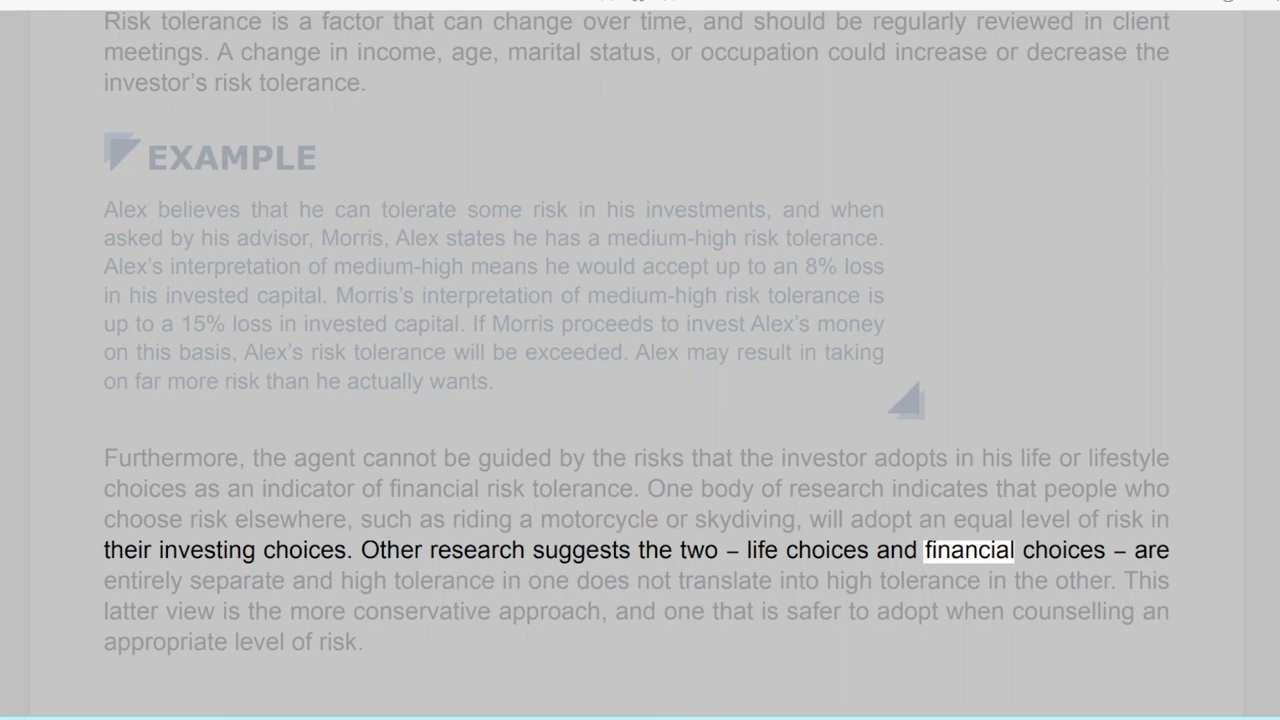 Risk tolerance is a factor that can change over time, and should be regularly reviewed in client
meetings. A change in income, age, marital status, or occupation could increase or decrease the
investor’s risk tolerance.
EXAMPLE
Alex believes that he can tolerate some risk in his investments, and when
asked by his advisor, Morris, Alex states he has a medium-high risk tolerance.
Alex’s interpretation of medium-high means he would accept up to an 8% loss
in his invested capital. Morris’s interpretation of medium-high risk tolerance is
up to a 15% loss in invested capital. If Morris proceeds to invest Alex’s money
on this basis, Alex’s risk tolerance will be exceeded. Alex may result in taking
on far more risk than he actually wants.
Furthermore, the agent cannot be guided by the risks that the investor adopts in his life or lifestyle
choices as an indicator of financial risk tolerance. One body of research indicates that people who
choose risk elsewhere, such as riding a motorcycle or skydiving, will adopt an equal level of risk in
their investing choices. Other research suggests the two – life choices and financial choices – are
entirely separate and high tolerance in one does not translate into high tolerance in the other. This
latter view is the more conservative approach, and one that is safer to adopt when counselling an
appropriate level of risk.